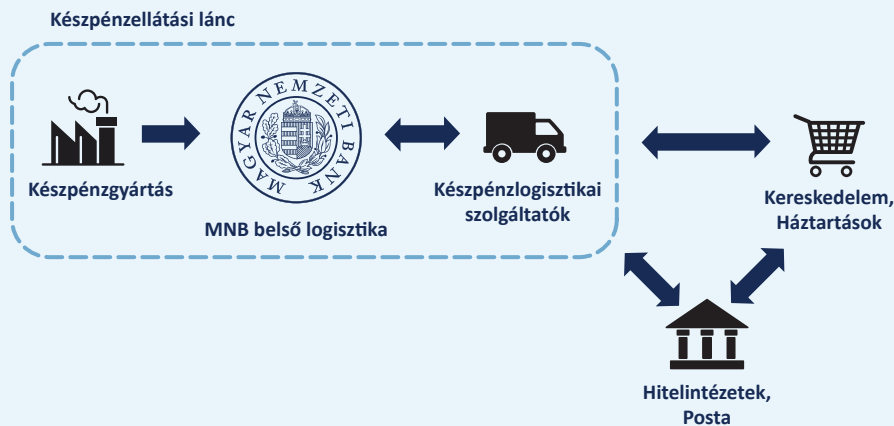 Készpénzellátási lánc
MAGYAR NEMZETI BANK
Készpénzgyártás
MNB belső logisztika
Készpénzlogisztikai
szolgáltatók
Kereskedelem,
Háztartások
Hitelintézetek,
Posta